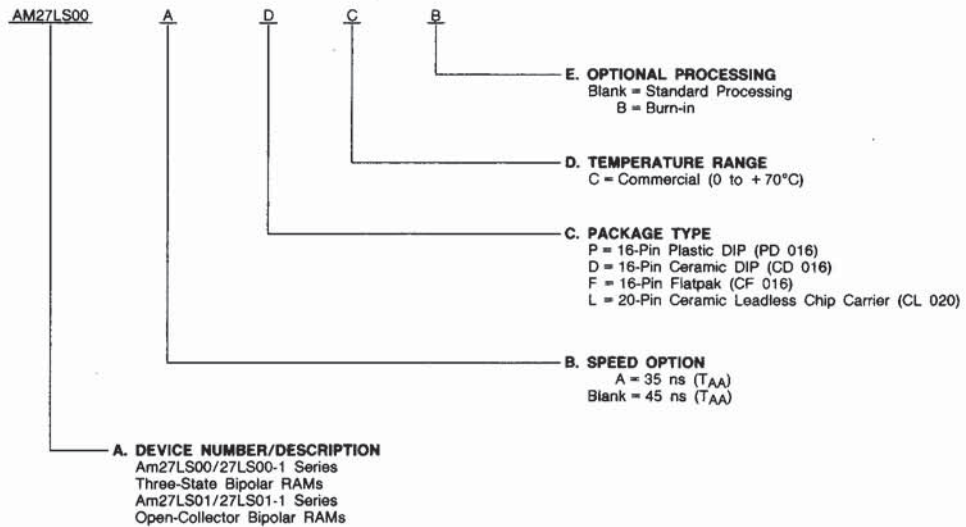 AM27LS00 A D C B
E. OPTIONAL PROCESSING
Blank = Standard Processing
B = Burn-in
D. TEMPERATURE RANGE
C = Commercial (0 to +70°C)
C. PACKAGE TYPE
P = 16-Pin Plastic DIP (PD 016)
D = 16-Pin Ceramic DIP (CD 016)
F = 16-Pin Flatpak (CF 016)
L = 20-Pin Ceramic Leadless Chip Carrier (CL 020)
B. SPEED OPTION
A = 35 ns (TAA)
Blank = 45 ns (TAA)
A. DEVICE NUMBER/DESCRIPTION
Am27LS00/27LS00-1 Series
Three-State Bipolar RAMs
Am27LS01/27LS01-1 Series
Open-Collector Bipolar RAMs